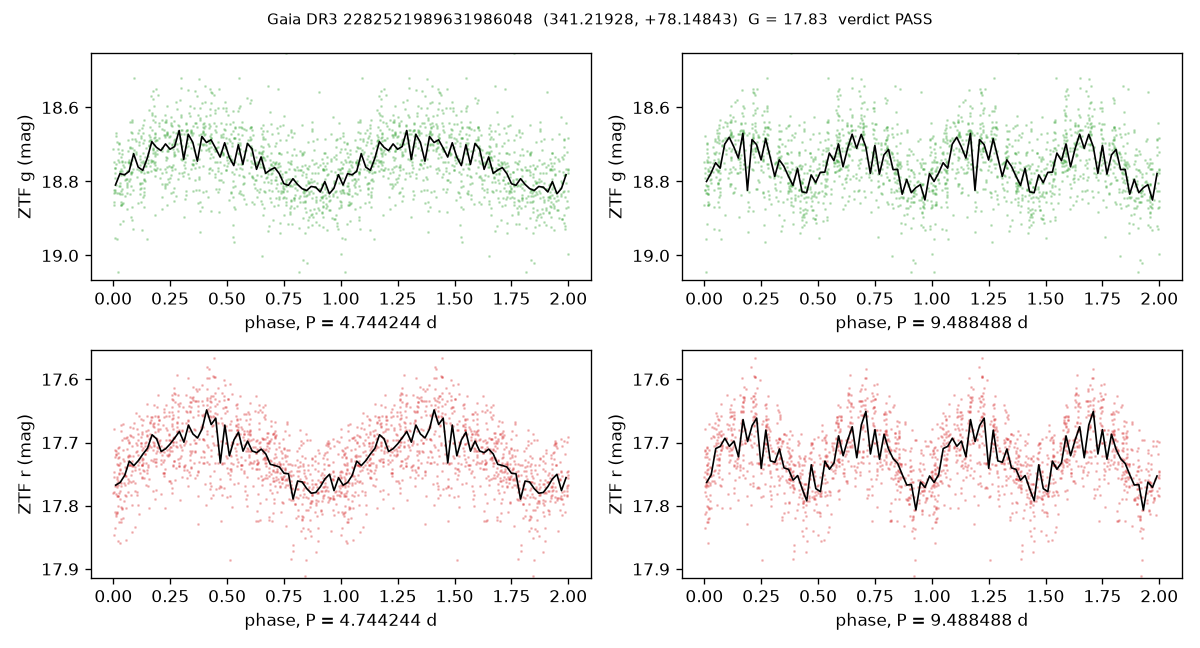 Gaia DR3 2282521989631986048 (341.21928, +78.14843) G = 17.83 verdict PASS
ZTF g (mag)
18.6
18.8
19.0
0.00 0.25 0.50 0.75 1.00 1.25 1.50 1.75 2.00
phase, P = 4.744244 d
ZTF g (mag)
18.6
18.8
19.0
0.00 0.25 0.50 0.75 1.00 1.25 1.50 1.75 2.00
phase, P = 9.488488 d
ZTF r (mag)
17.6
17.7
17.8
17.9
0.00 0.25 0.50 0.75 1.00 1.25 1.50 1.75 2.00
phase, P = 4.744244 d
ZTF r (mag)
17.6
17.7
17.8
17.9
0.00 0.25 0.50 0.75 1.00 1.25 1.50 1.75 2.00
phase, P = 9.488488 d